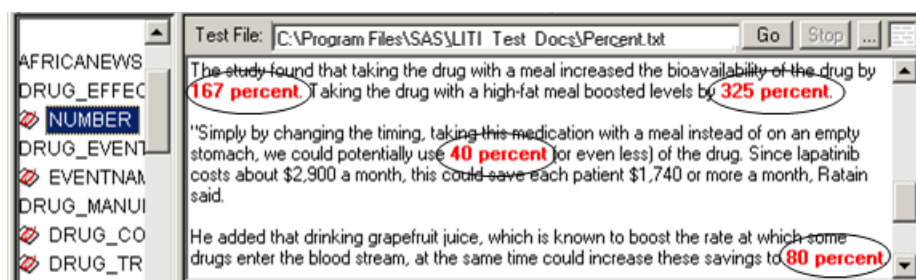 Test File: C:\Program Files\SAS\LITI Test Docs\Percent.txt Go Stop ...
AFRICANEWS
DRUG_EFFEC
NUMBER
DRUG_EVENT
EVENTNAM
DRUG_MANUI
DRUG_CO
DRUG_TR
The study found that taking the drug with a meal increased the bioavailability of the drug by
167 percent. Taking the drug with a high-fat meal boosted levels by 325 percent.
"Simply by changing the timing, taking this medication with a meal instead of on an empty
stomach, we could potentially use 40 percent (or even less) of the drug. Since lapatinib
costs about $2,900 a month, this could save each patient $1,740 or more a month, Ratain
said.
He added that drinking grapefruit juice, which is known to boost the rate at which some
drugs enter the blood stream, at the same time could increase these savings to 80 percent